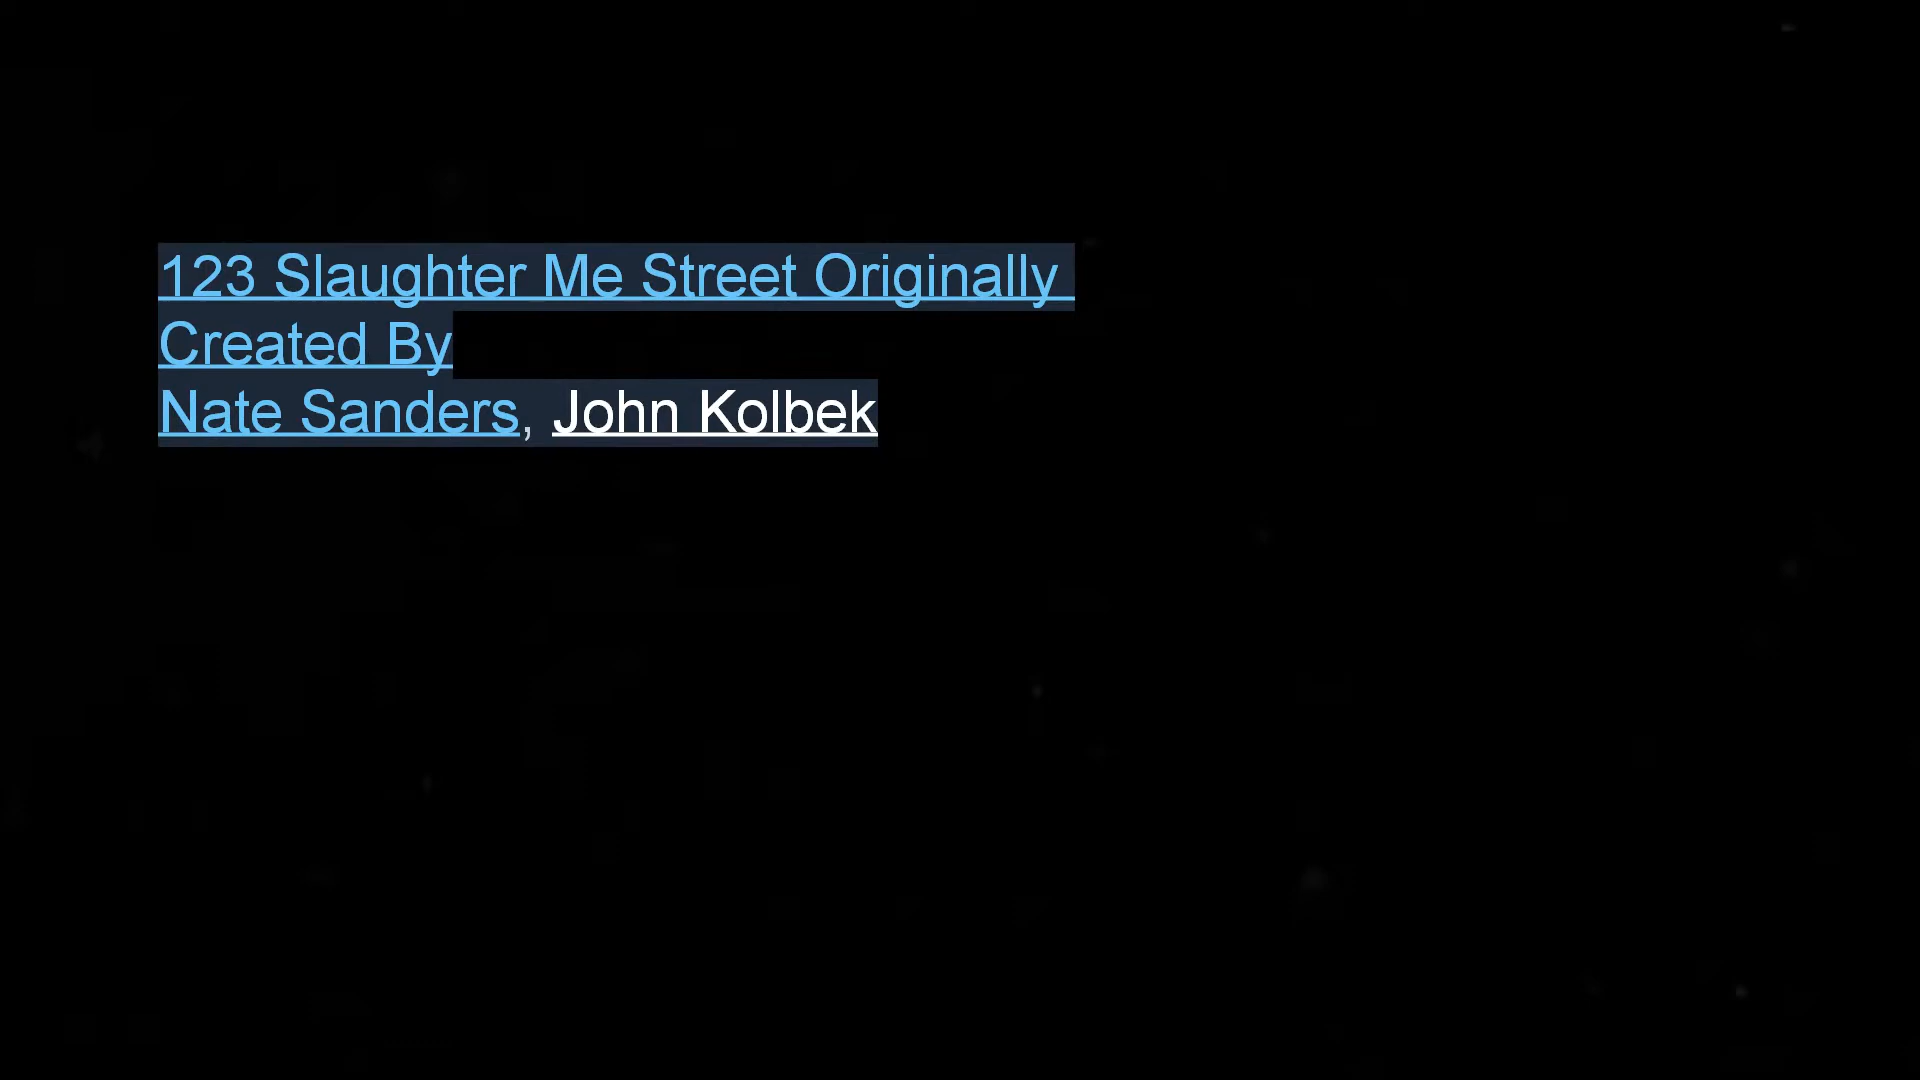 123 Slaughter Me Street Originally
Created By
Nate Sanders, John Kolbek